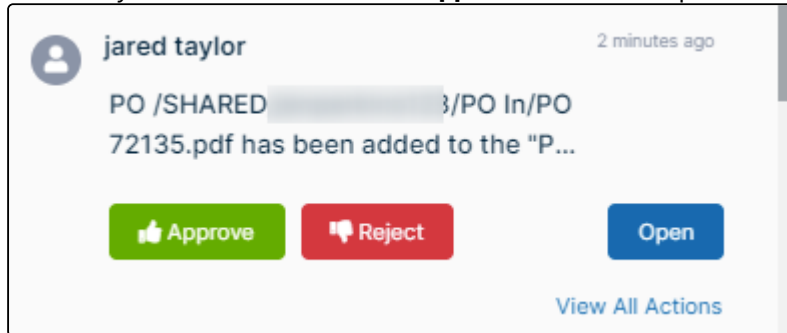 jared taylor
2 minutes ago
PO /SHARED /PO In/PO
72135.pdf has been added to the "P...
Approve
Reject
Open
View All Actions